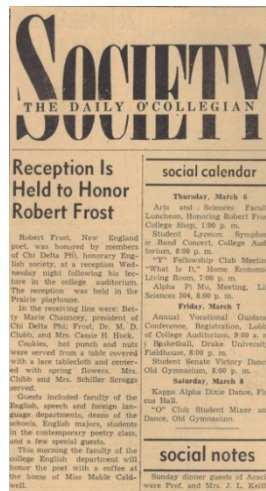 SOCIETY
THE DAILY O'COLLEGIAN
Reception Is
Held to Honor
Robert Frost
Robert Frost, New England
poet, was honored by members
of Chi Delta Phi, honorary Eng-
lish society, at a reception Wed-
nesday night following his lec-
ture in the college auditorium.
The reception was held in the
Prairie playhouse.
In the receiving line were: Bet-
ty Marie Chauncey, president of
Chi Delta Phi; Frost, Dr. M. D.
Clubb, and Mrs. Cassie H. Hock.
Cookies, hot punch and nuts
were served from a table covered
with a lace tablecloth and center-
ed with spring flowers. Mrs.
Clubb and Mrs. Schiller Scroggs
served.
Guests included faculty of the
English, speech and foreign lan-
guage departments, deans of the
schools, English majors, students
in the contemporary poetry class,
and a few special guests.
This morning the faculty of the
college English department will
honor the poet with a coffee at
the home of Miss Mable Cald-
well.
social calendar
Thursday, March 6
Arts and Sciences Facul
Luncheon, Honoring Robert Fros
College Shop, 1:00 p. m.
Student Lyceum Symphon
ic Band Concert, College Aud
torium, 8:00 p. m.
"Y" Fellowship Club Meetin
"What Is It," Home Economi
Living Room, 7:00 p. m.
Alpha Pi Mu, Meeting, Li
Sciences 304, 8:00 p. m.
Friday, March 7
Annual Vocational Guidanc
Conference, Registration, Lobb
of College Auditorium, 9:00 a. m
Basketball, Drake Universit
Fieldhouse, 8:00 p. m.
Student Senate Victory Danc
Old Gymnasium, 8:00 p. m.
Saturday, March 8
Kappa Alpha Dixie Dance, Fi
cus Hall.
"O" Club Student Mixer an
Dance, Old Gymnasium.
social notes
Sunday dinner guests of Acaci
were Prof. and Mrs. J. L. Keith